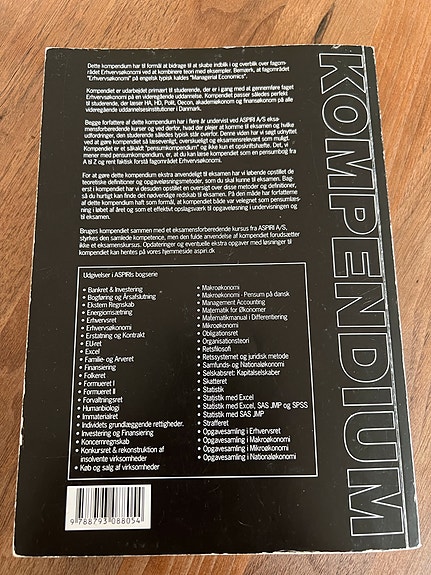 Dette kompendium har til formål at bidrage til at skabe indblik i og overblik over fagom-
rådet Erhvervsøkonomi ved at kombinere teori med eksempler. Bemærk, at fagområdet
"Erhvervsøkonomi" på engelsk typisk kaldes "Managerial Economics".
Kompendiet er udarbejdet primært til studerende, der er i gang med at gennemføre faget
Erhvervsøkonomi på en videregående uddannelse. Kompendiet passer således perfekt
til studerende, der læser HA, HD, Polit, Oecon, akademiøkonom og finansøkonom på alle
videregående uddannelsesinstitutioner i Danmark.
Begge forfattere af dette kompendium har i flere år undervist ved ASPIRI A/S eksa-
mensforberedende kurser og ved derfor, hvad der plejer at komme til eksamen og hvilke
udfordringer, den studerende således typisk står overfor. Denne viden har vi søgt udnyttet
ved at gøre kompendiet så læsevenligt, overskueligt og eksamensrelevant som muligt.
Kompendiet er et såkaldt "pensumkompendium" og ikke kun et opskriftshæfte. Det, vi
mener med pensumkompendium, er, at du kan læse kompendiet som en pensumbog fra
A til Z og rent faktisk forstå fagområdet Erhvervsøkonomi.
For at gøre dette kompendium ekstra anvendeligt til eksamen har vi løbende opstillet de
teoretiske definitioner og opgaveløsningsmetoder, som du skal kunne til eksamen. Bag-
erst i kompendiet har vi desuden opstillet en oversigt over disse metoder og definitioner,
så du hurtigt kan finde det nødvendige redskab til eksamen. På den måde har forfatterne
af dette kompendium haft som formål, at kompendiet både var velegnet som pensumlæs-
ning i løbet af året og som et effektivt opslagsværk til opgaveløsning i undervisningen og
til eksamen.
Bruges kompendiet sammen med et eksamensforberedende kursus fra ASPIRI A/S,
styrkes den samlede kompetence, men den fulde anvendelse af kompendiet forudsætter
ikke et eksamenskursus. Opdateringer og eventuelle ekstra opgaver med løsninger til
kompendiet kan hentes på vores hjemmeside aspiri.dk
Udgivelser i ASPIRIs bogserie
• Bankret & Investering
• Bogføring og Årsafslutning
• Ekstern Regnskab
• Energiomsætning
• Erhvervsret
• Erhvervsøkonomi
• Erstatning og Kontrakt
• EU-ret
• Excel
• Familie- og Arveret
• Finansiering
• Folkeret
• Formueret I
• Formueret II
• Forvaltningsret
• Humanbiologi
• Immaterialret
• Individets grundlæggende rettigheder.
• Investering og Finansiering
• Koncernregnskab
• Konkursret & rekonstruktion af
insolvente virksomheder
• Køb og salg af virksomheder
• Makroøkonomi
• Makroøkonomi - Pensum på dansk
• Management Accounting
• Matematik for Økonomer
• Matematikmanual i Differentiering
• Mikroøkonomi
• Obligationsret
• Organisationsteori
• Retsfilosofi
• Retssystemet og juridisk metode
• Samfunds- og Nationaløkonomi
• Selskabsret: Kapitalselskaber
• Skatteret
• Statistik
• Statistik med Excel
• Statistik med Excel, SAS JMP og SPSS
• Statistik med SAS JMP
• Strafferet
• Opgavesamling i Erhvervsret
• Opgavesamling i Makroøkonomi
• Opgavesamling i Mikroøkonomi
• Opgavesamling i Nationaløkonomi
9 788793 088054
KOMPENDIUM